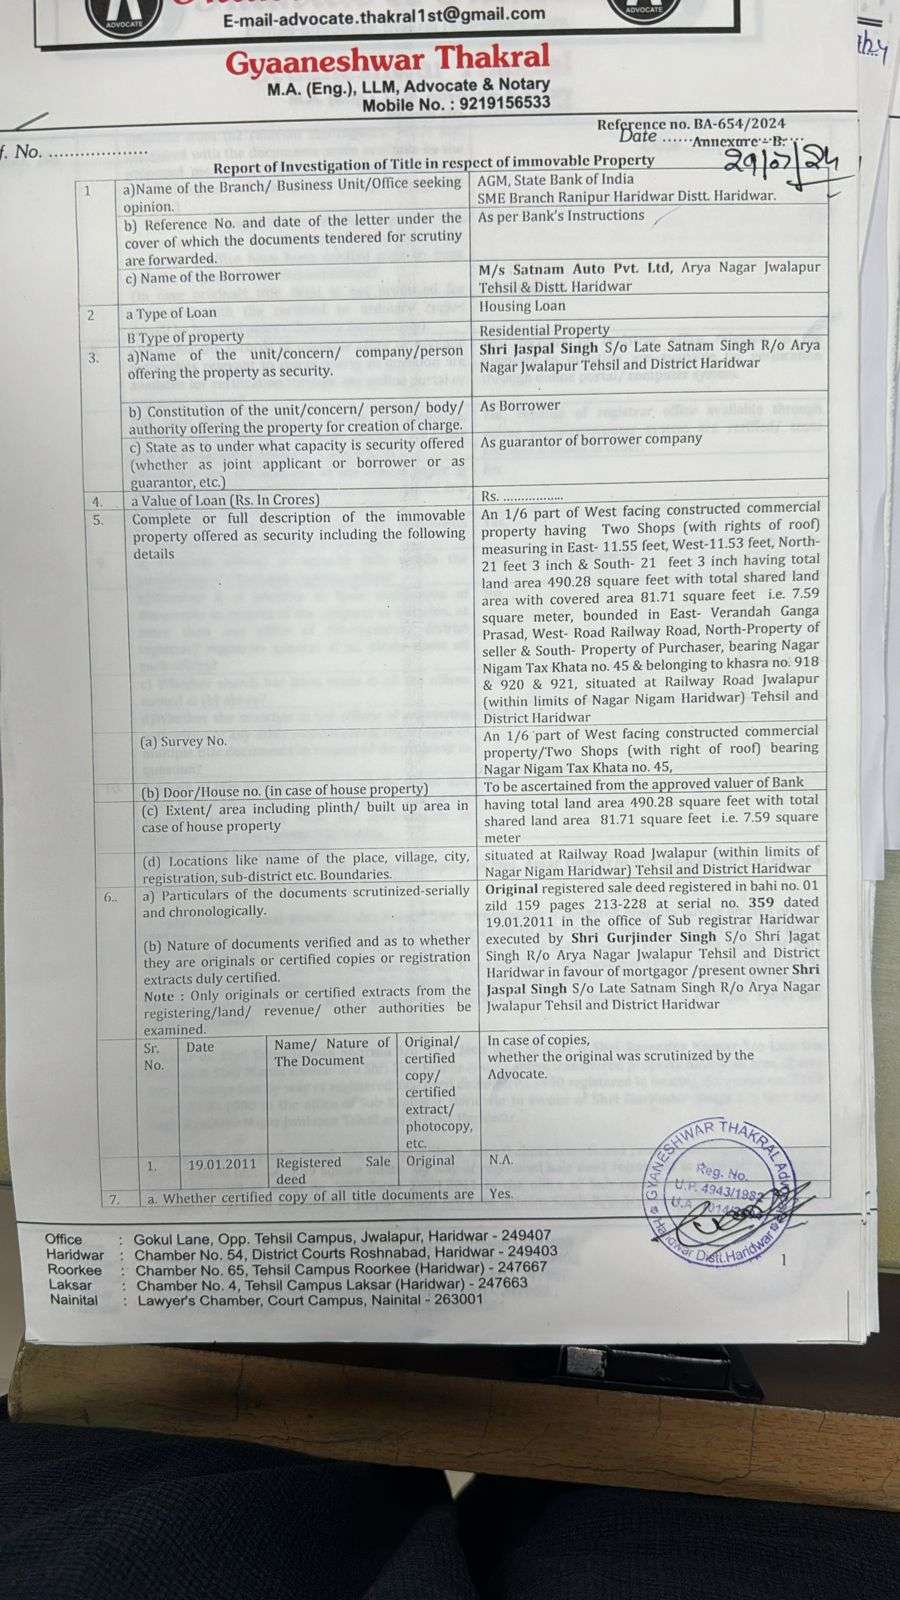 ADVOCATE
ADVOCATE
E-mail-advocate.thakral1st@gmail.com
Gyaaneshwar Thakral
M.A. (Eng.), LLM, Advocate & Notary
Mobile No. : 9219156533
Reference no. BA-654/2024
f. No. ...................
Date ......Annexure - B:....
29/07/24
Report of Investigation of Title in respect of immovable Property
1
a)Name of the Branch/ Business Unit/Office seeking
opinion.
AGM, State Bank of India
SME Branch Ranipur Haridwar Distt. Haridwar.
b) Reference No. and date of the letter under the
cover of which the documents tendered for scrutiny
are forwarded.
As per Bank's Instructions
c) Name of the Borrower
M/s Satnam Auto Pvt. Ltd, Arya Nagar Jwalapur
Tehsil & Distt. Haridwar
2
a Type of Loan
Housing Loan
B Type of property
Residential Property
3.
a)Name of the unit/concern/ company/person
offering the property as security.
Shri Jaspal Singh S/o Late Satnam Singh R/o Arya
Nagar Jwalapur Tehsil and District Haridwar
b) Constitution of the unit/concern/ person/ body/
authority offering the property for creation of charge.
As Borrower
c) State as to under what capacity is security offered
(whether as joint applicant or borrower or as
guarantor, etc.)
As guarantor of borrower company
4.
a Value of Loan (Rs. In Crores)
Rs. .................
5.
Complete or full description of the immovable
property offered as security including the following
details
An 1/6 part of West facing constructed commercial
property having Two Shops (with rights of roof)
measuring in East- 11.55 feet, West-11.53 feet, North-
21 feet 3 inch & South- 21 feet 3 inch having total
land area 490.28 square feet with total shared land
area with covered area 81.71 square feet i.e. 7.59
square meter, bounded in East- Verandah Ganga
Prasad, West- Road Railway Road, North-Property of
seller & South- Property of Purchaser, bearing Nagar
Nigam Tax Khata no. 45 & belonging to khasra no. 918
& 920 & 921, situated at Railway Road Jwalapur
(within limits of Nagar Nigam Haridwar) Tehsil and
District Haridwar
(a) Survey No.
An 1/6 part of West facing constructed commercial
property/Two Shops (with right of roof) bearing
Nagar Nigam Tax Khata no. 45,
(b) Door/House no. (in case of house property)
To be ascertained from the approved valuer of Bank
(c) Extent/ area including plinth/ built up area in
case of house property
having total land area 490.28 square feet with total
shared land area 81.71 square feet i.e. 7.59 square
meter
(d) Locations like name of the place, village, city,
registration, sub-district etc. Boundaries.
situated at Railway Road Jwalapur (within limits of
Nagar Nigam Haridwar) Tehsil and District Haridwar
6..
a) Particulars of the documents scrutinized-serially
and chronologically.
(b) Nature of documents verified and as to whether
they are originals or certified copies or registration
extracts duly certified.
Note : Only originals or certified extracts from the
registering/land/ revenue/ other authorities be
examined.
Original registered sale deed registered in bahi no. 01
zild 159 pages 213-228 at serial no. 359 dated
19.01.2011 in the office of Sub registrar Haridwar
executed by Shri Gurjinder Singh S/o Shri Jagat
Singh R/o Arya Nagar Jwalapur Tehsil and District
Haridwar in favour of mortgagor /present owner Shri
Jaspal Singh S/o Late Satnam Singh R/o Arya Nagar
Jwalapur Tehsil and District Haridwar
Sr.
No.
Date
Name/ Nature of
The Document
Original/
certified
copy/
certified
extract/
photocopy,
etc.
In case of copies,
whether the original was scrutinized by the
Advocate.
1.
19.01.2011
Registered Sale
deed
Original
N.A.
7.
a. Whether certified copy of all title documents are
Yes.
GYANESHWAR THAKRAL Advocate
Reg. No.
U.P. 4943/1982
Haridwar Distt.Haridwar
1
Office : Gokul Lane, Opp. Tehsil Campus, Jwalapur, Haridwar - 249407
Haridwar : Chamber No. 54, District Courts Roshnabad, Haridwar - 249403
Roorkee : Chamber No. 65, Tehsil Campus Roorkee (Haridwar) - 247667
Laksar : Chamber No. 4, Tehsil Campus Laksar (Haridwar) - 247663
Nainital : Lawyer's Chamber, Court Campus, Nainital - 263001